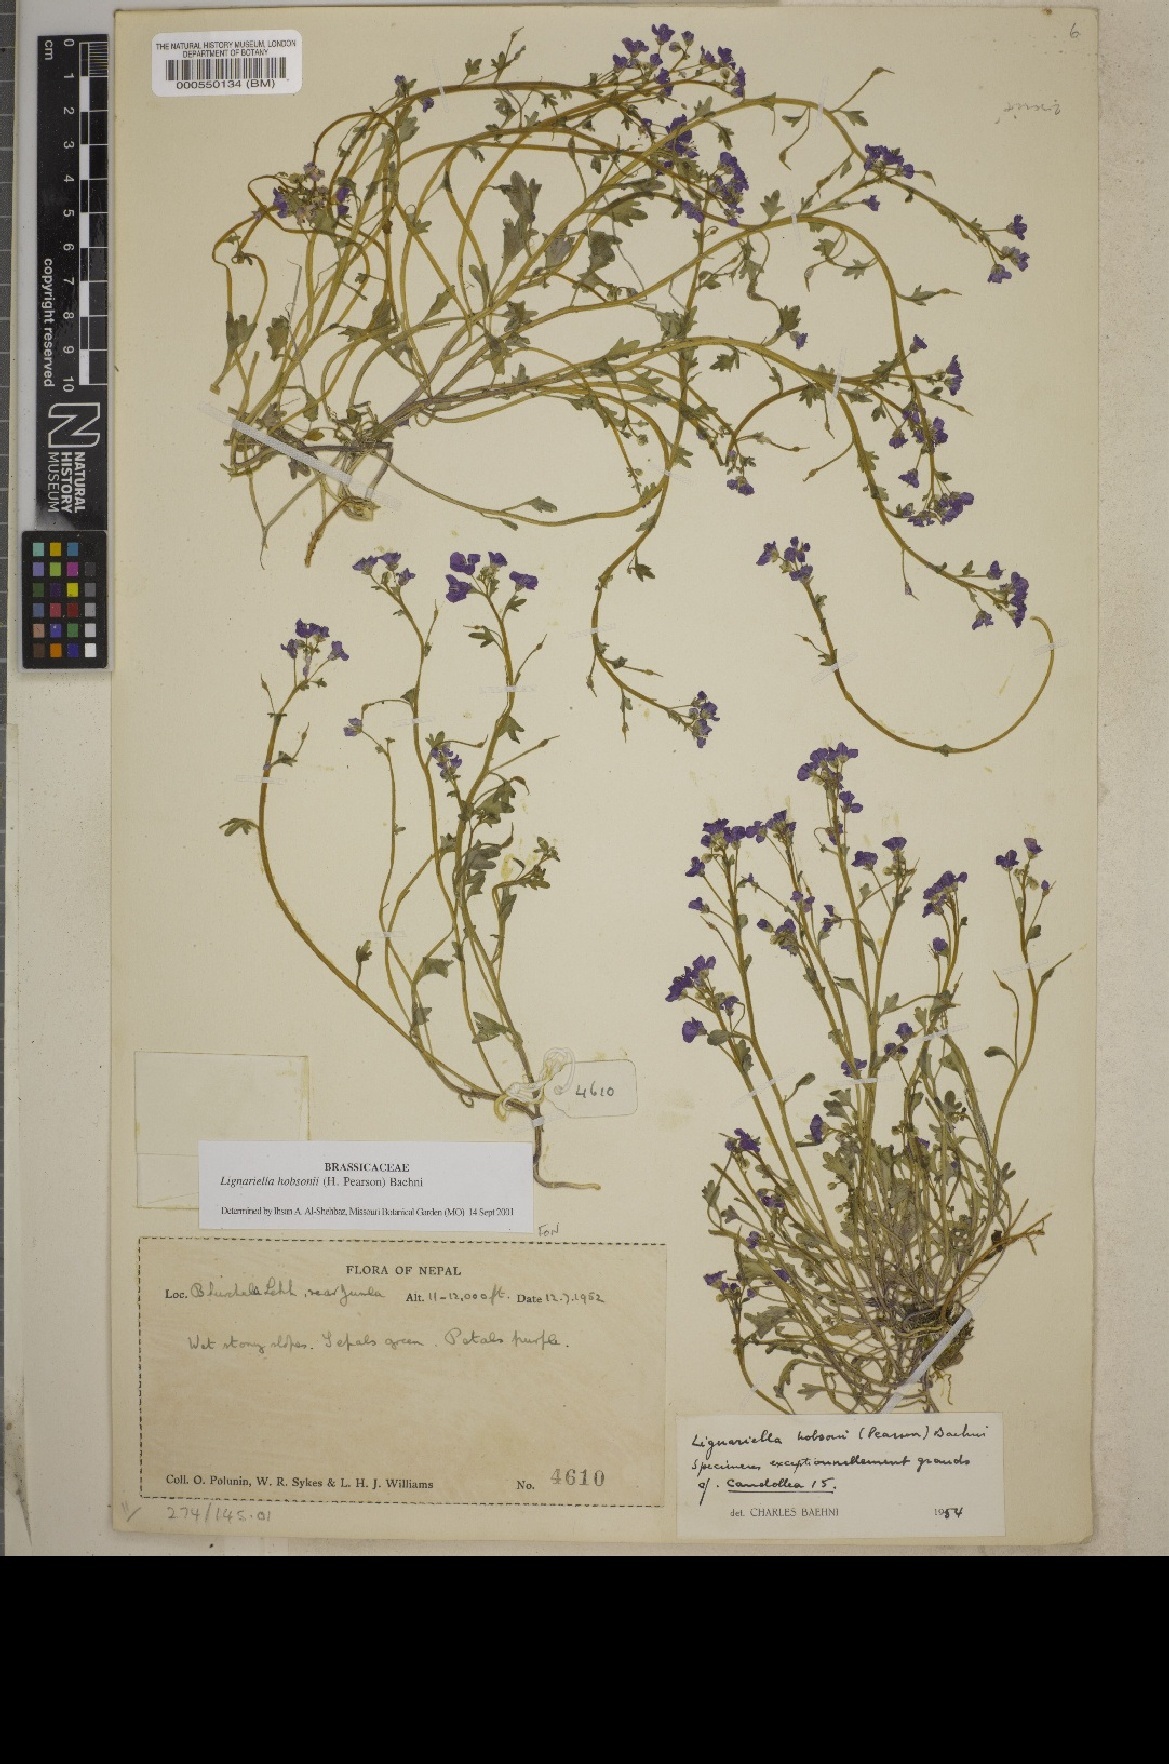 THE NATURAL HISTORY MUSEUM, LONDON
DEPARTMENT OF BOTANY
000550134 (BM)
6
cm
0
1
2
3
4
5
6
7
8
9
10
copyright reserved
NATURAL
HISTORY
MUSEUM
4610
BRASSICACEAE
Lignariella hobsonii (H. Pearson) Baehni
Determined by Ihsan A. Al-Shehbaz, Missouri Botanical Garden (MO) 14 Sept 2001
FLORA OF NEPAL
Loc. Lekh, near Jumla Alt. 11-12,000 ft. Date 12.7.1952
Wet stony slopes. Sepals green. Petals purple.
Coll. O. Polunin, W. R. Sykes & L. H. J. Williams No. 4610
274/145.01
Lignariella hobsoni (Pearson) Baehni
Specimens exceptionnellement grands
cf. Candollea 15.
det. CHARLES BAEHNI 1954